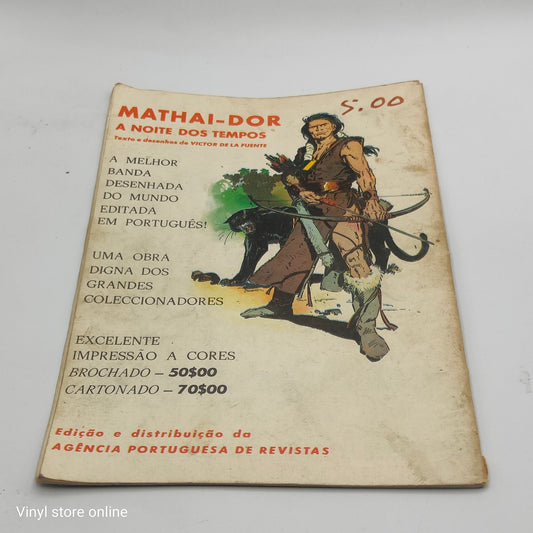 MATHAI-DOR
5.00
A NOITE DOS TEMPOS
Texto e desenhos de VICTOR DE LA FUENTE
A MELHOR
BANDA
DESENHADA
DO MUNDO
EDITADA
EM PORTUGUÊS!
UMA OBRA
DIGNA DOS
GRANDES
COLECCIONADORES
EXCELENTE
IMPRESSÃO A CORES
BROCHADO – 50$00
CARTONADO – 70$00
Edição e distribuição da
AGÊNCIA PORTUGUESA DE REVISTAS
Vinyl store online